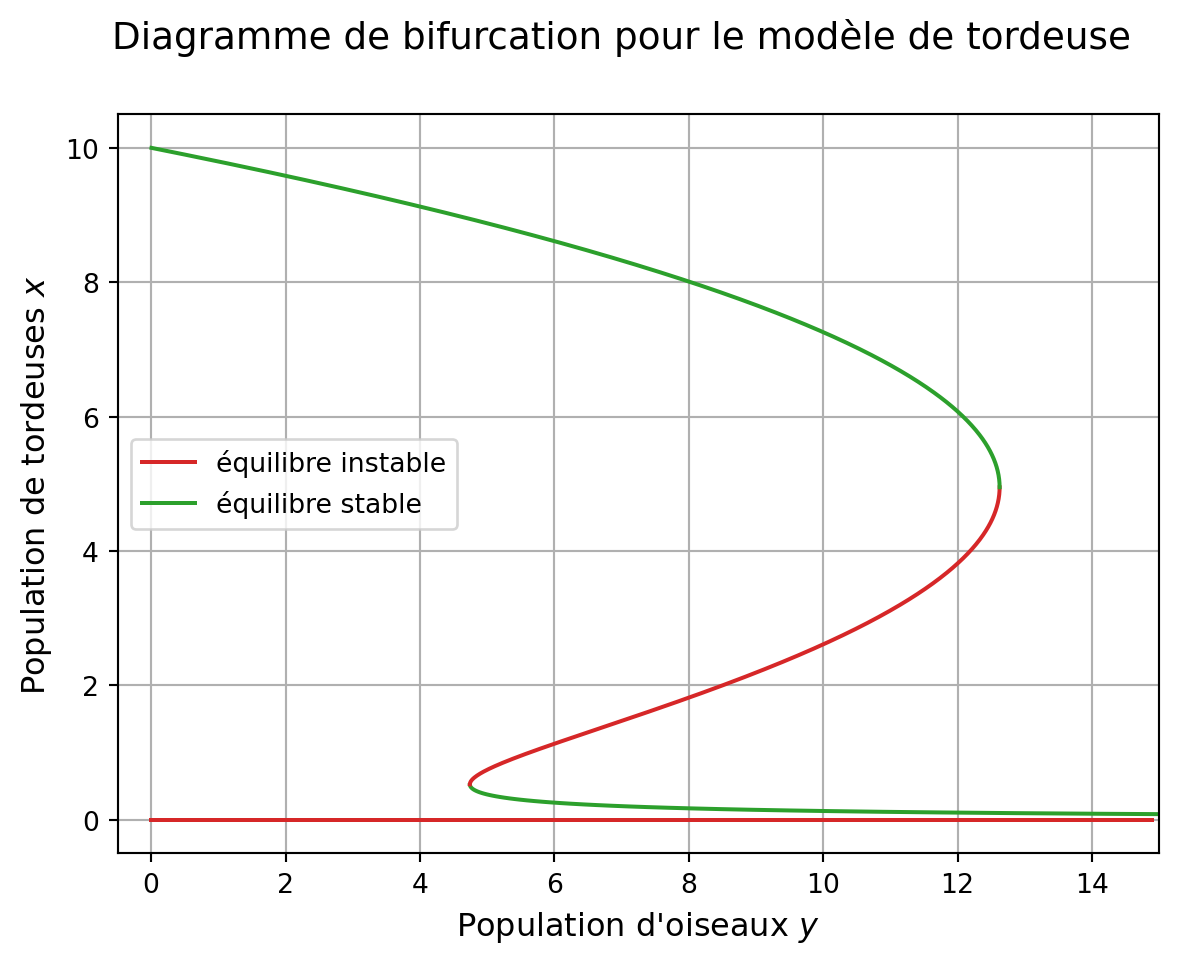 Diagramme de bifurcation pour le modèle de tordeuse
10
8
6
4
2
0
Population de tordeuses x
équilibre instable
équilibre stable
0 2 4 6 8 10 12 14
Population d'oiseaux y